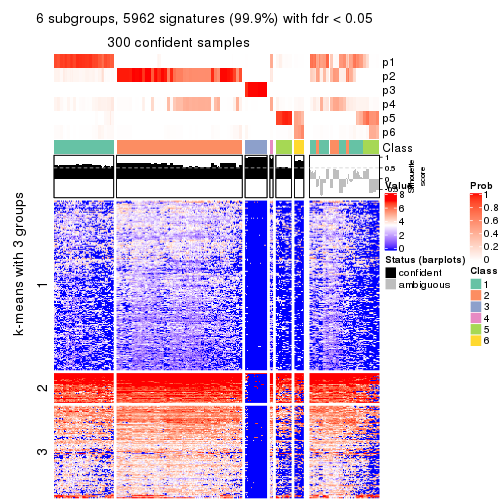 6 subgroups, 5962 signatures (99.9%) with fdr < 0.05
300 confident samples
p1
p2
p3
p4
p5
p6
Class
1
0.5
0
Silhouette
score
k-means with 3 groups
1
2
3
Value
8
6
4
2
0
Status (barplots)
confident
ambiguous
Prob
1
0.8
0.6
0.4
0.2
0
Class
1
2
3
4
5
6